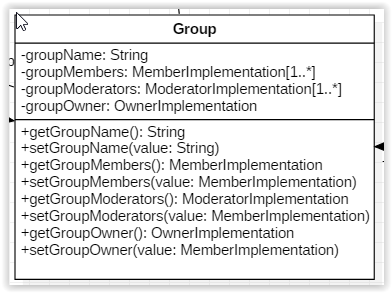 Group
-groupName: String
-groupMembers: MemberImplementation[1..*]
-groupModerators: ModeratorImplementation[1..*]
-groupOwner: OwnerImplementation
+getGroupName(): String
+setGroupName(value: String)
+getGroupMembers(): MemberImplementation
+setGroupMembers(value: MemberImplementation)
+getGroupModerators(): ModeratorImplementation
+setGroupModerators(value: MemberImplementation)
+getGroupOwner(): OwnerImplementation
+setGroupOwner(value: MemberImplementation)